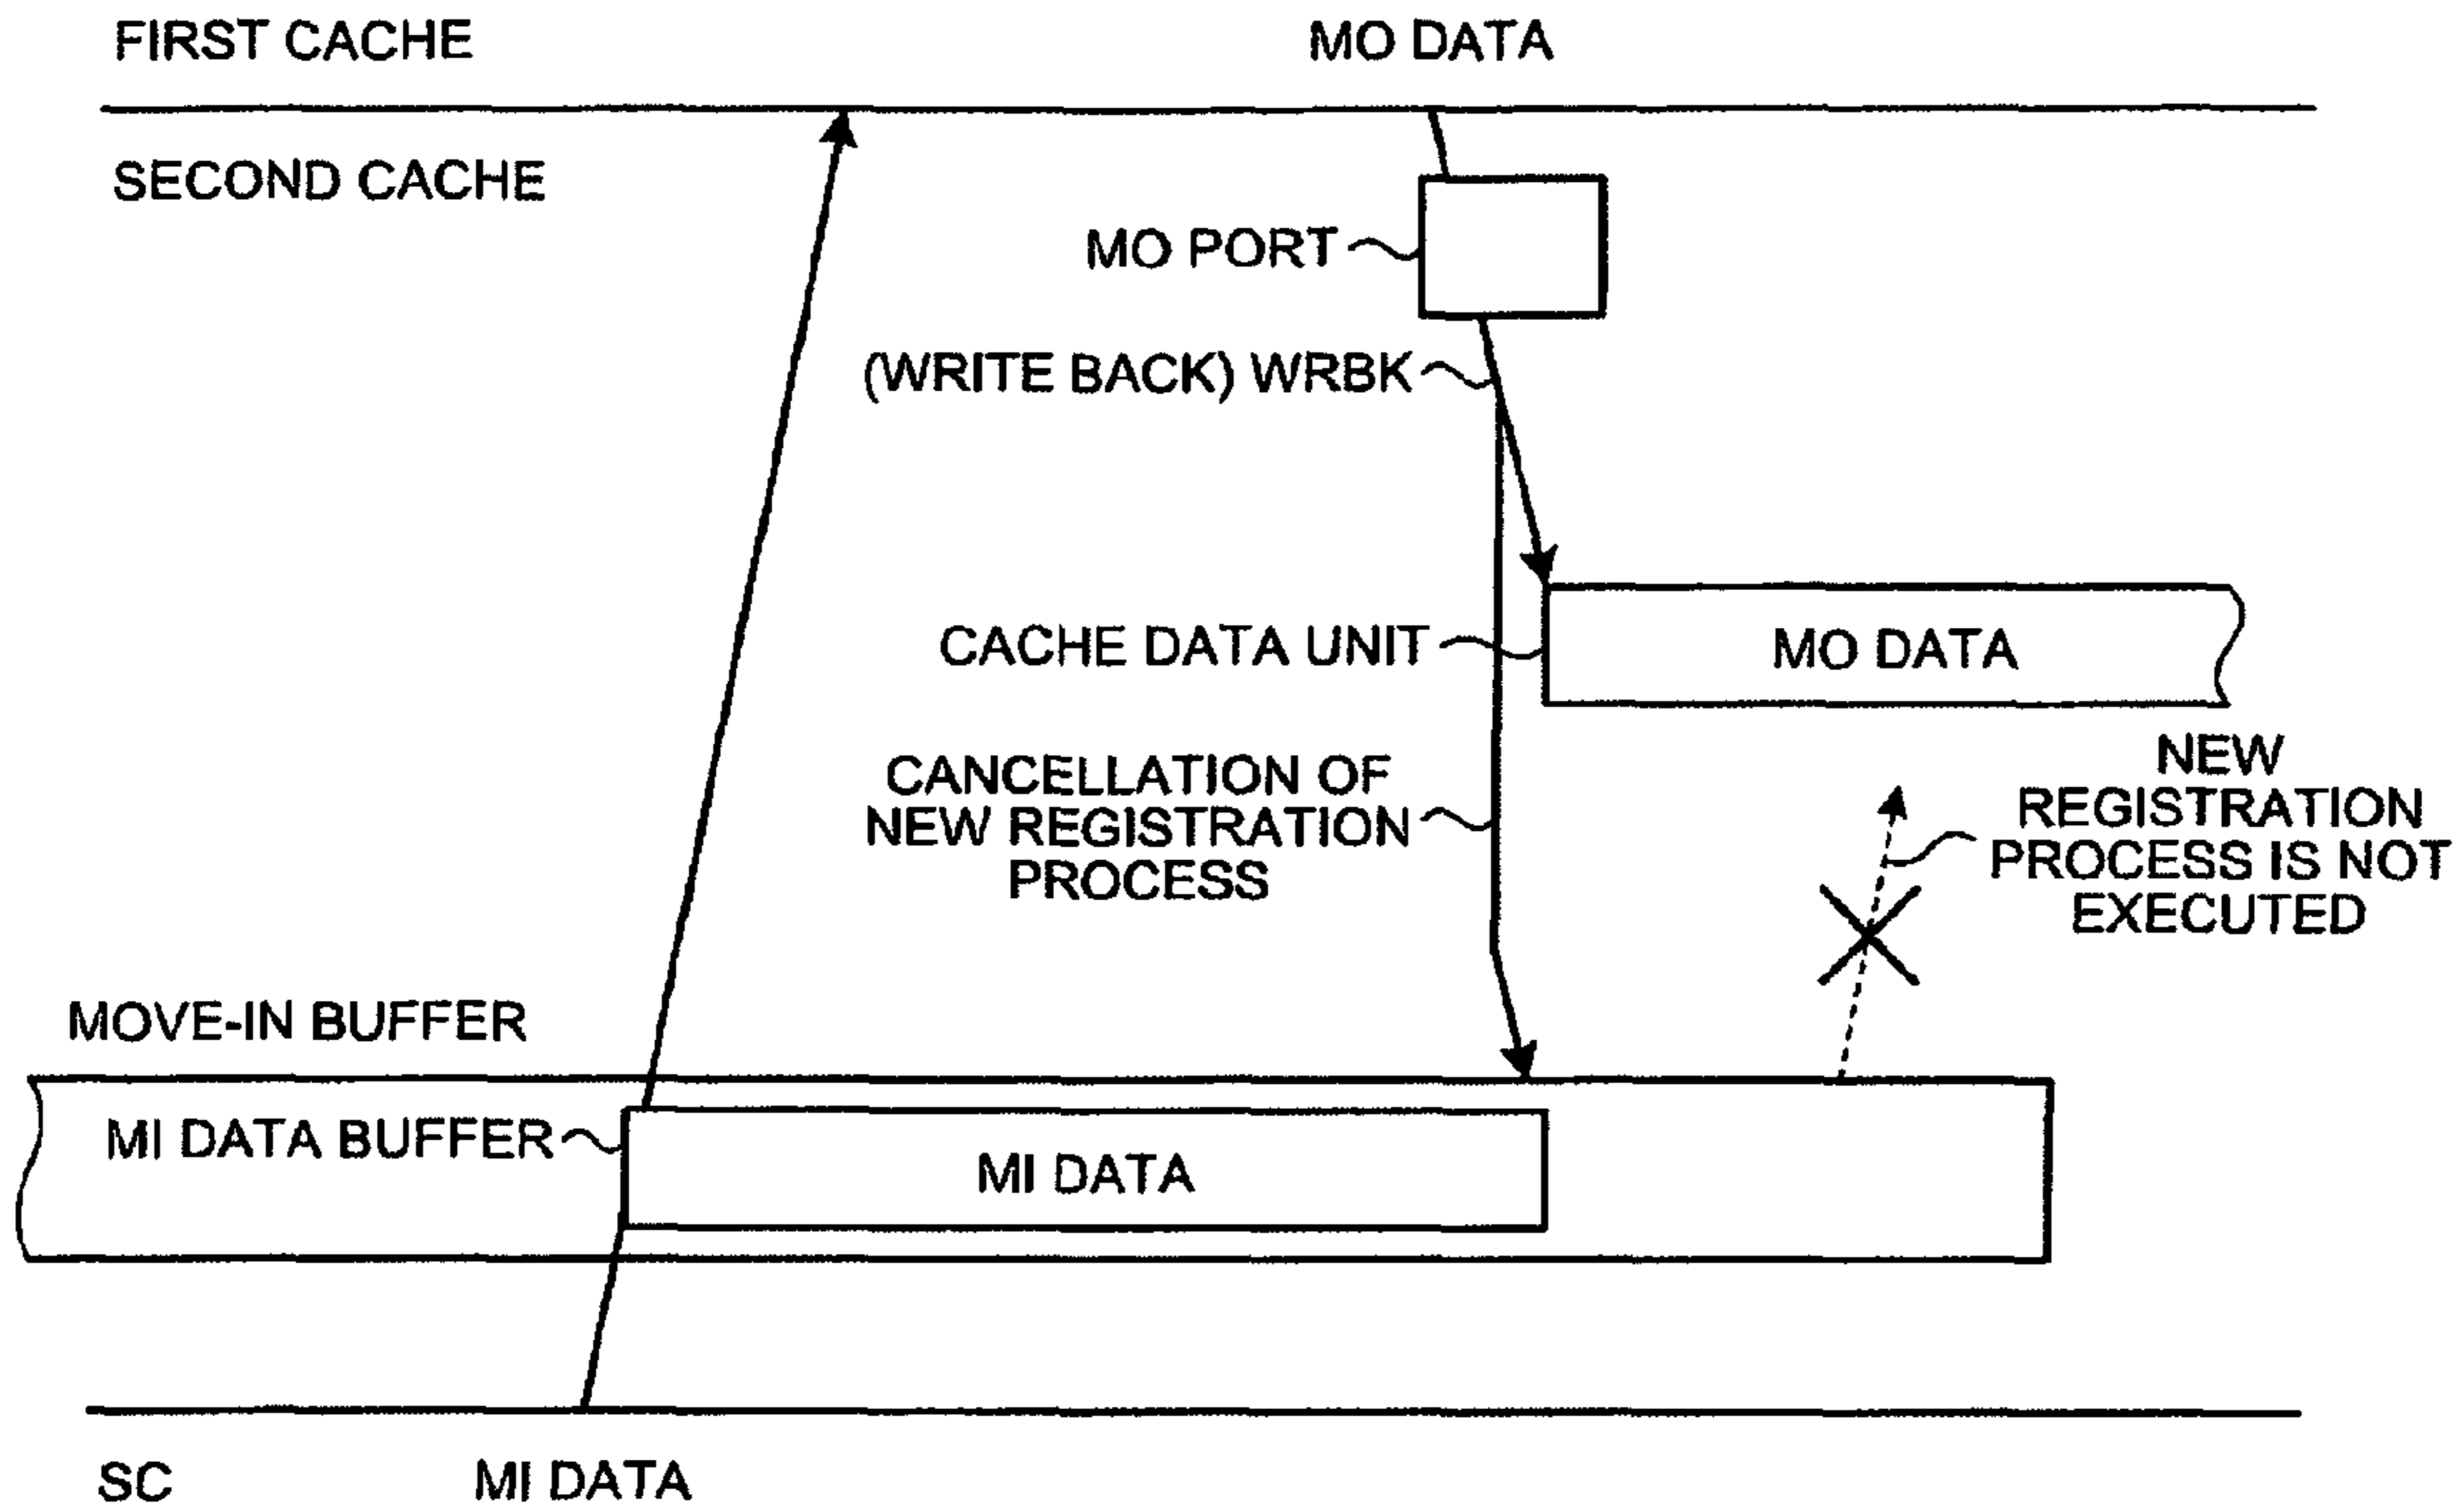 FIRST CACHE
MO DATA
SECOND CACHE
MO PORT
(WRITE BACK) WRBK
CACHE DATA UNIT
MO DATA
CANCELLATION OF
NEW REGISTRATION
PROCESS
NEW
REGISTRATION
PROCESS IS NOT
EXECUTED
MOVE-IN BUFFER
MI DATA BUFFER
MI DATA
SC
MI DATA